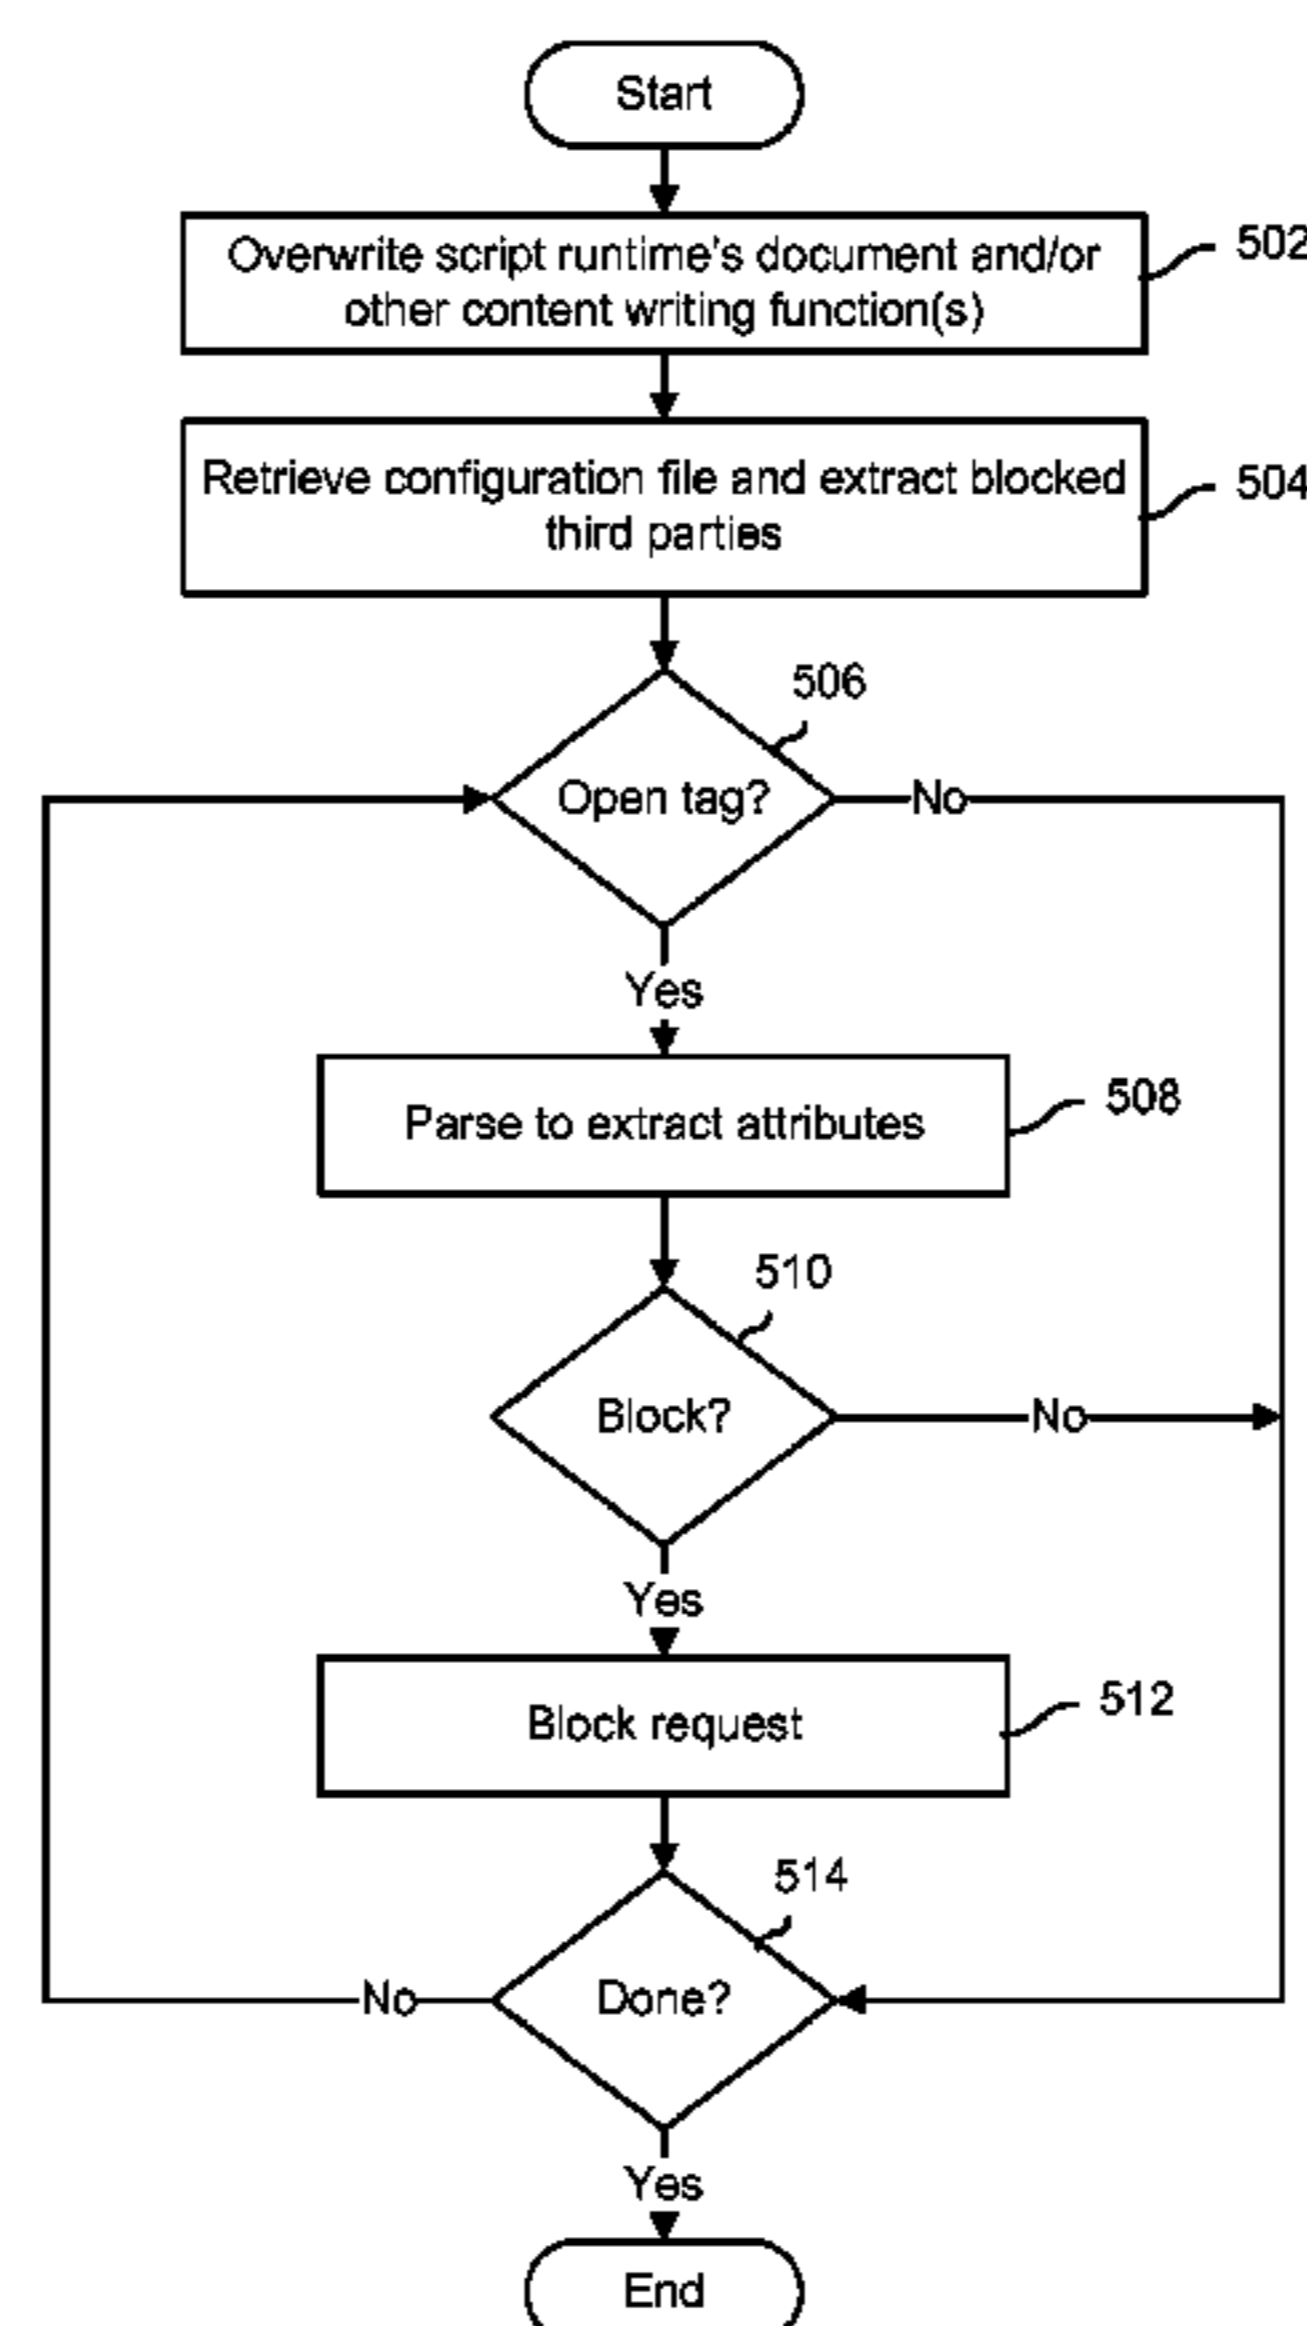 Start
Overwrite script runtime's document and/or
other content writing function(s)
502
Retrieve configuration file and extract blocked
third parties
504
506
Open tag?
No
Yes
Parse to extract attributes
508
510
Block?
No
Yes
Block request
512
514
Done?
No
Yes
End